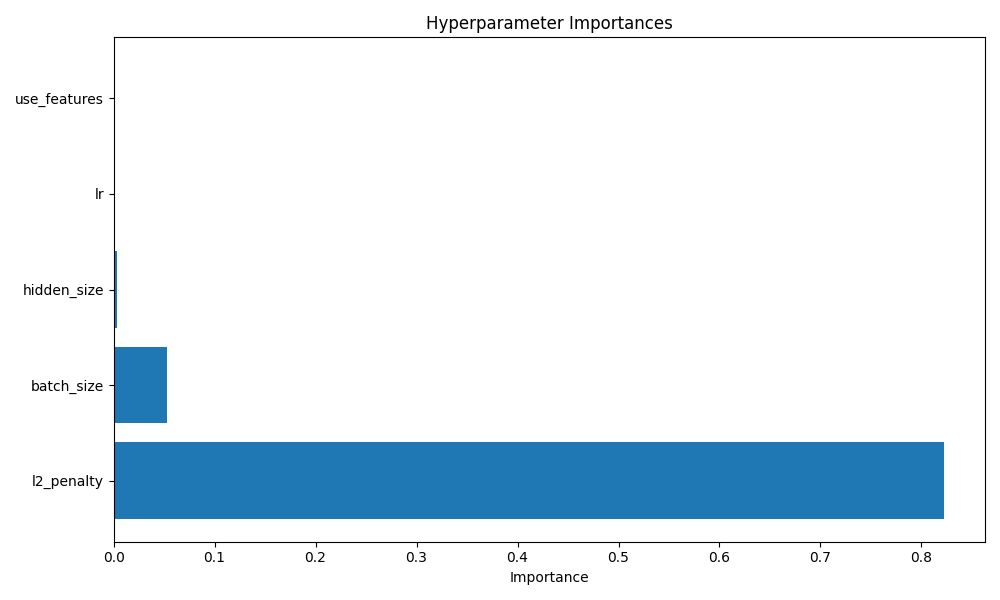 Hyperparameter Importances
use_features
lr
hidden_size
batch_size
l2_penalty
0.0 0.1 0.2 0.3 0.4 0.5 0.6 0.7 0.8
Importance